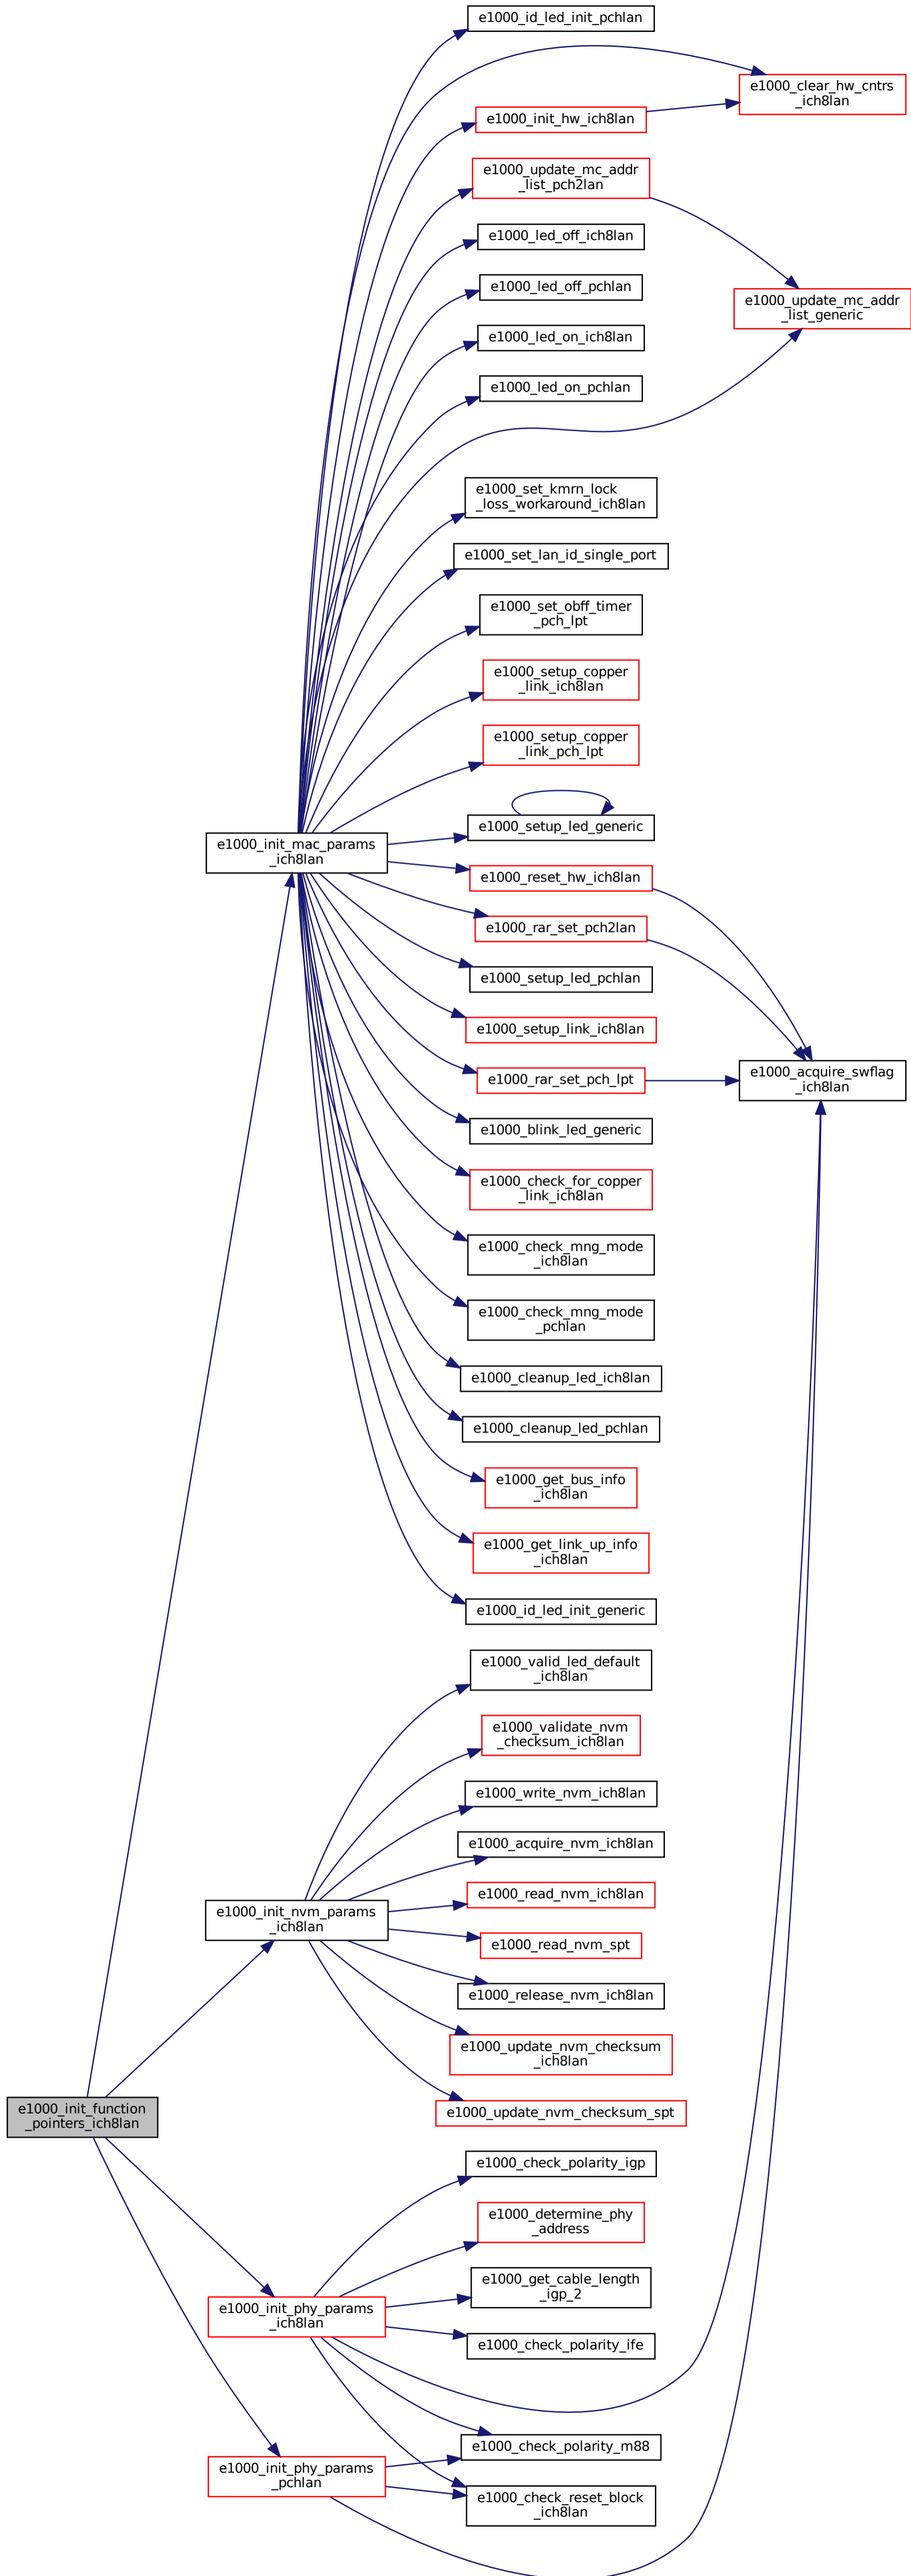 e1000_id_led_init_pchlan
e1000_clear_hw_cntrs
_ich8lan
e1000_init_hw_ich8lan
e1000_update_mc_addr
_list_pch2lan
e1000_led_off_ich8lan
e1000_led_off_pchlan
e1000_update_mc_addr
_list_generic
e1000_led_on_ich8lan
e1000_led_on_pchlan
e1000_set_kmrn_lock
_loss_workaround_ich8lan
e1000_set_lan_id_single_port
e1000_set_obff_timer
_pch_lpt
e1000_setup_copper
_link_ich8lan
e1000_setup_copper
_link_pch_lpt
e1000_setup_led_generic
e1000_init_mac_params
_ich8lan
e1000_reset_hw_ich8lan
e1000_rar_set_pch2lan
e1000_setup_led_pchlan
e1000_setup_link_ich8lan
e1000_rar_set_pch_lpt
e1000_acquire_swflag
_ich8lan
e1000_blink_led_generic
e1000_check_for_copper
_link_ich8lan
e1000_check_mng_mode
_ich8lan
e1000_check_mng_mode
_pchlan
e1000_cleanup_led_ich8lan
e1000_cleanup_led_pchlan
e1000_get_bus_info
_ich8lan
e1000_get_link_up_info
_ich8lan
e1000_id_led_init_generic
e1000_valid_led_default
_ich8lan
e1000_validate_nvm
_checksum_ich8lan
e1000_write_nvm_ich8lan
e1000_acquire_nvm_ich8lan
e1000_read_nvm_ich8lan
e1000_init_nvm_params
_ich8lan
e1000_read_nvm_spt
e1000_release_nvm_ich8lan
e1000_update_nvm_checksum
_ich8lan
e1000_update_nvm_checksum_spt
e1000_init_function
_pointers_ich8lan
e1000_check_polarity_igp
e1000_determine_phy
_address
e1000_get_cable_length
_igp_2
e1000_init_phy_params
_ich8lan
e1000_check_polarity_ife
e1000_check_polarity_m88
e1000_init_phy_params
_pchlan
e1000_check_reset_block
_ich8lan